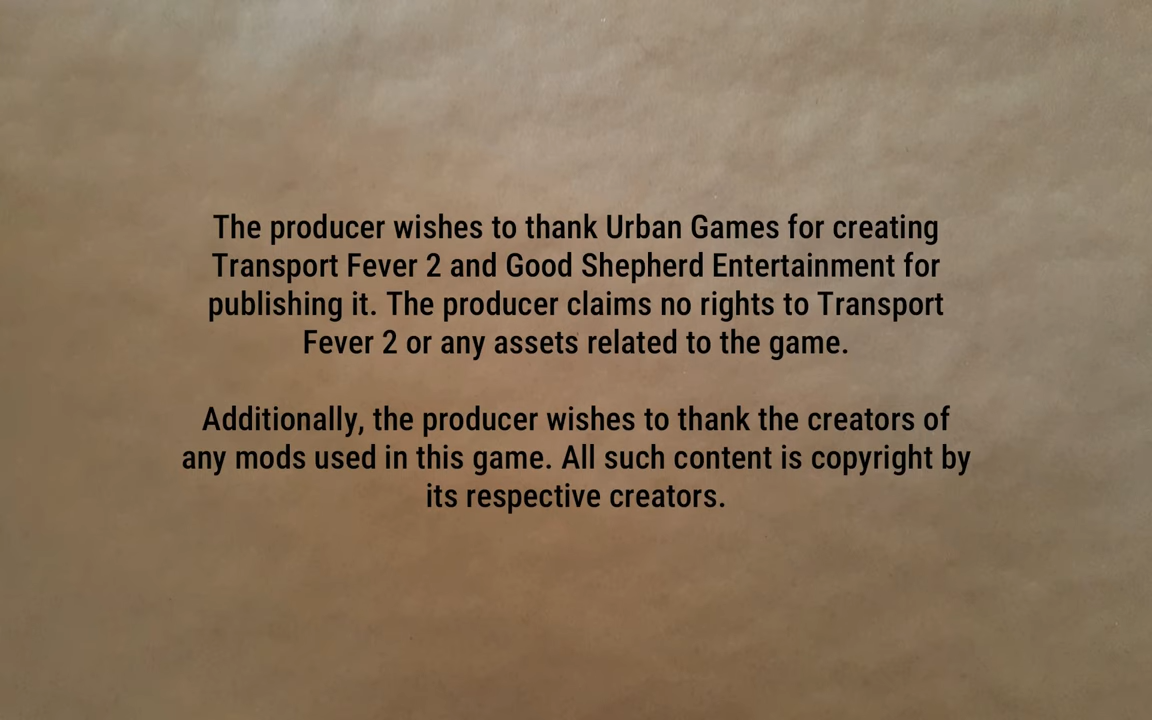 The producer wishes to thank Urban Games for creating
Transport Fever 2 and Good Shepherd Entertainment for
publishing it. The producer claims no rights to Transport
Fever 2 or any assets related to the game.
Additionally, the producer wishes to thank the creators of
any mods used in this game. All such content is copyright by
its respective creators.